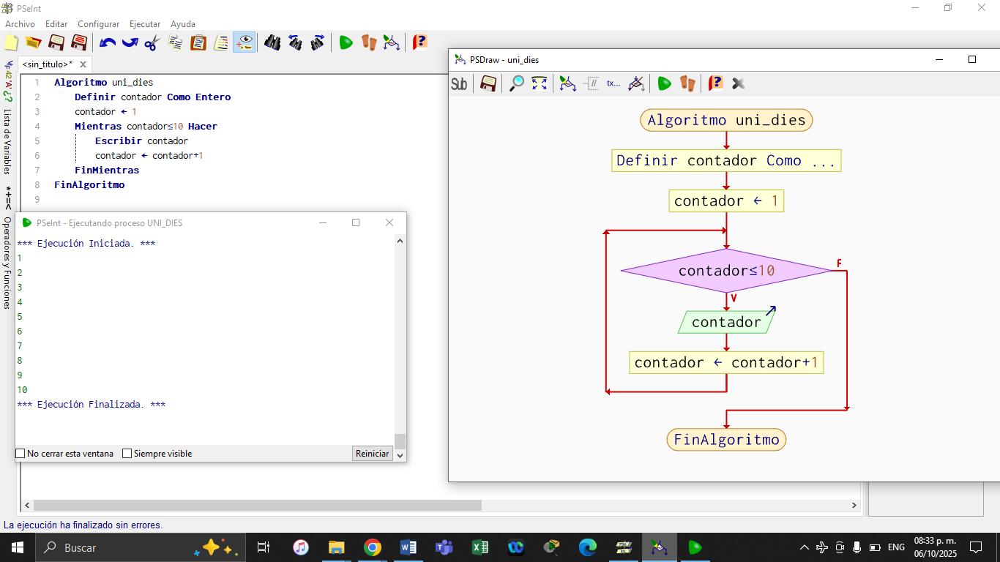 PSeInt
Archivo Editar Configurar Ejecutar Ayuda
<sin_titulo>*
Lista de Variables
Operadores y Funciones
1 Algoritmo uni_dies
2 Definir contador Como Entero
3 contador ← 1
4 Mientras contador≤10 Hacer
5 Escribir contador
6 contador ← contador+1
7 FinMientras
8 FinAlgoritmo
9
PSeInt - Ejecutando proceso UNI_DIES
*** Ejecución Iniciada. ***
1
2
3
4
5
6
7
8
9
10
*** Ejecución Finalizada. ***
No cerrar esta ventana Siempre visible Reiniciar
PSDraw - uni_dies
Sub
tx...
Algoritmo uni_dies
Definir contador Como ...
contador ← 1
contador≤10
F
V
contador
contador ← contador+1
FinAlgoritmo
La ejecución ha finalizado sin errores.
Buscar
ENG
08:33 p. m.
06/10/2025